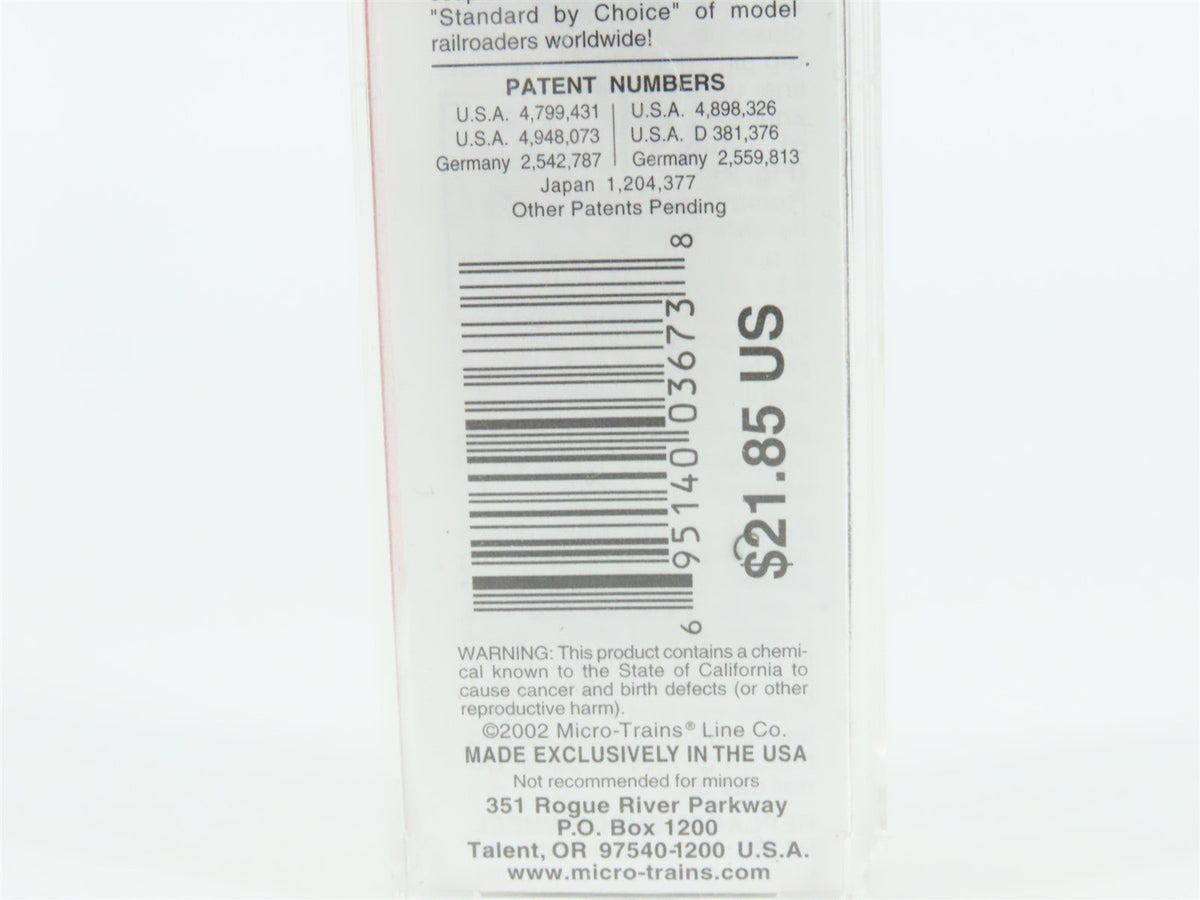 "Standard by Choice" of model
railroaders worldwide!
PATENT NUMBERS
U.S.A. 4,799,431 | U.S.A. 4,898,326
U.S.A. 4,948,073 | U.S.A. D 381,376
Germany 2,542,787 | Germany 2,559,813
Japan 1,204,377
Other Patents Pending
6 95140 03673 8
$21.85 US
WARNING: This product contains a chemi-
cal known to the State of California to
cause cancer and birth defects (or other
reproductive harm).
©2002 Micro-Trains® Line Co.
MADE EXCLUSIVELY IN THE USA
Not recommended for minors
351 Rogue River Parkway
P.O. Box 1200
Talent, OR 97540-1200 U.S.A.
www.micro-trains.com